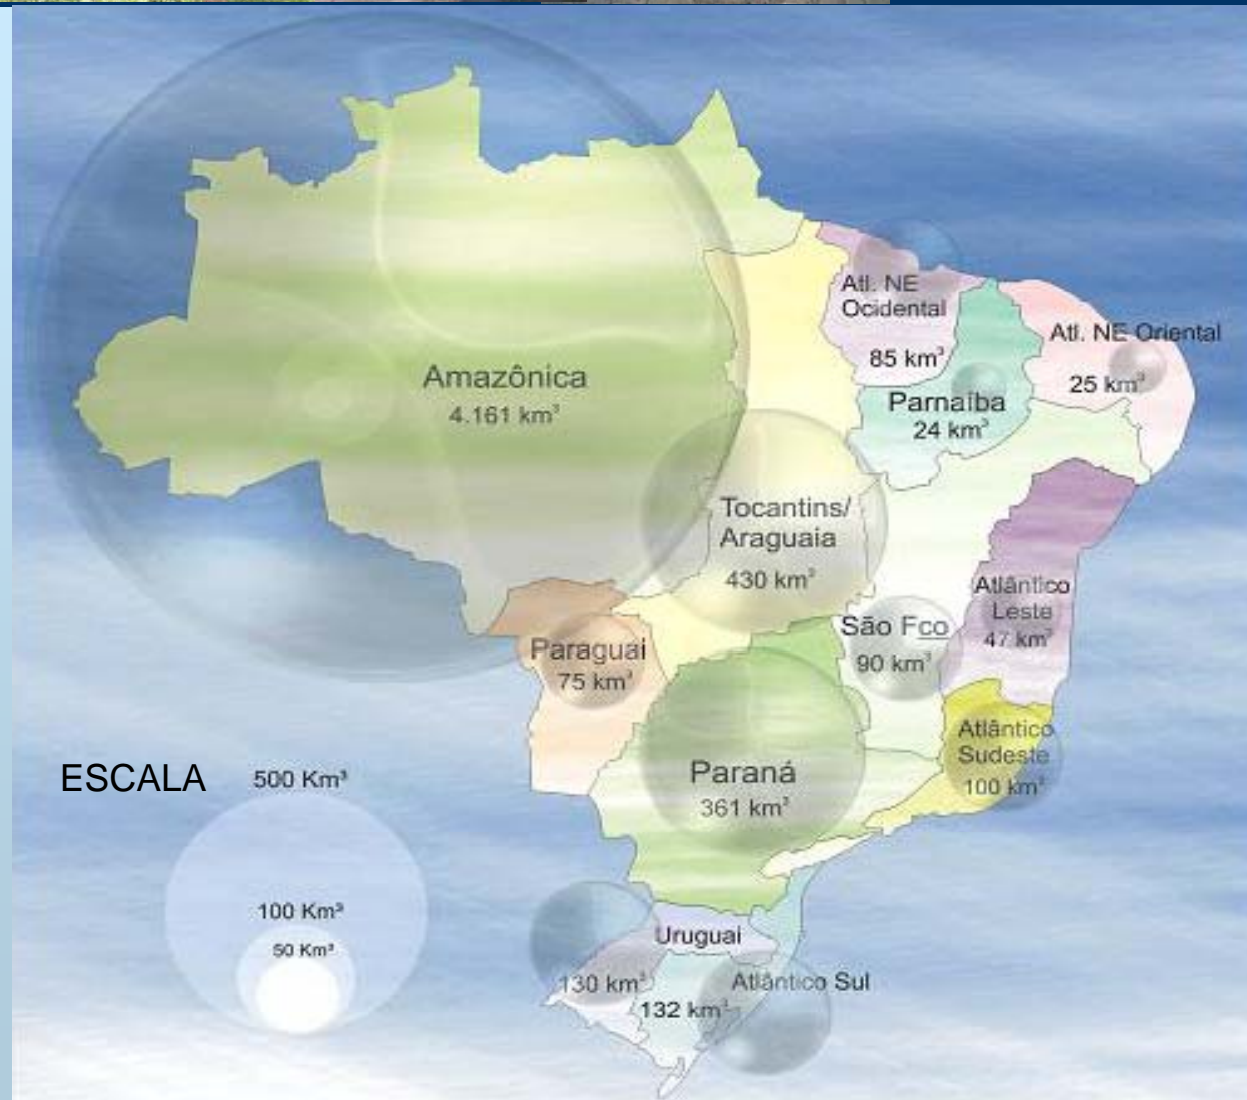 Atl. NE
Ocidental
85 km³
Atl. NE Oriental
25 km³
Amazônica
4.161 km³
Parnaíba
24 km³
Tocantins/
Araguaia
430 km³
Atlântico
Leste
47 km³
São Fco
90 km³
Paraguai
75 km³
Atlântico
Sudeste
100 km³
Paraná
361 km³
ESCALA
500 Km³
100 Km³
50 Km³
Uruguai
130 km³
Atlântico Sul
132 km³